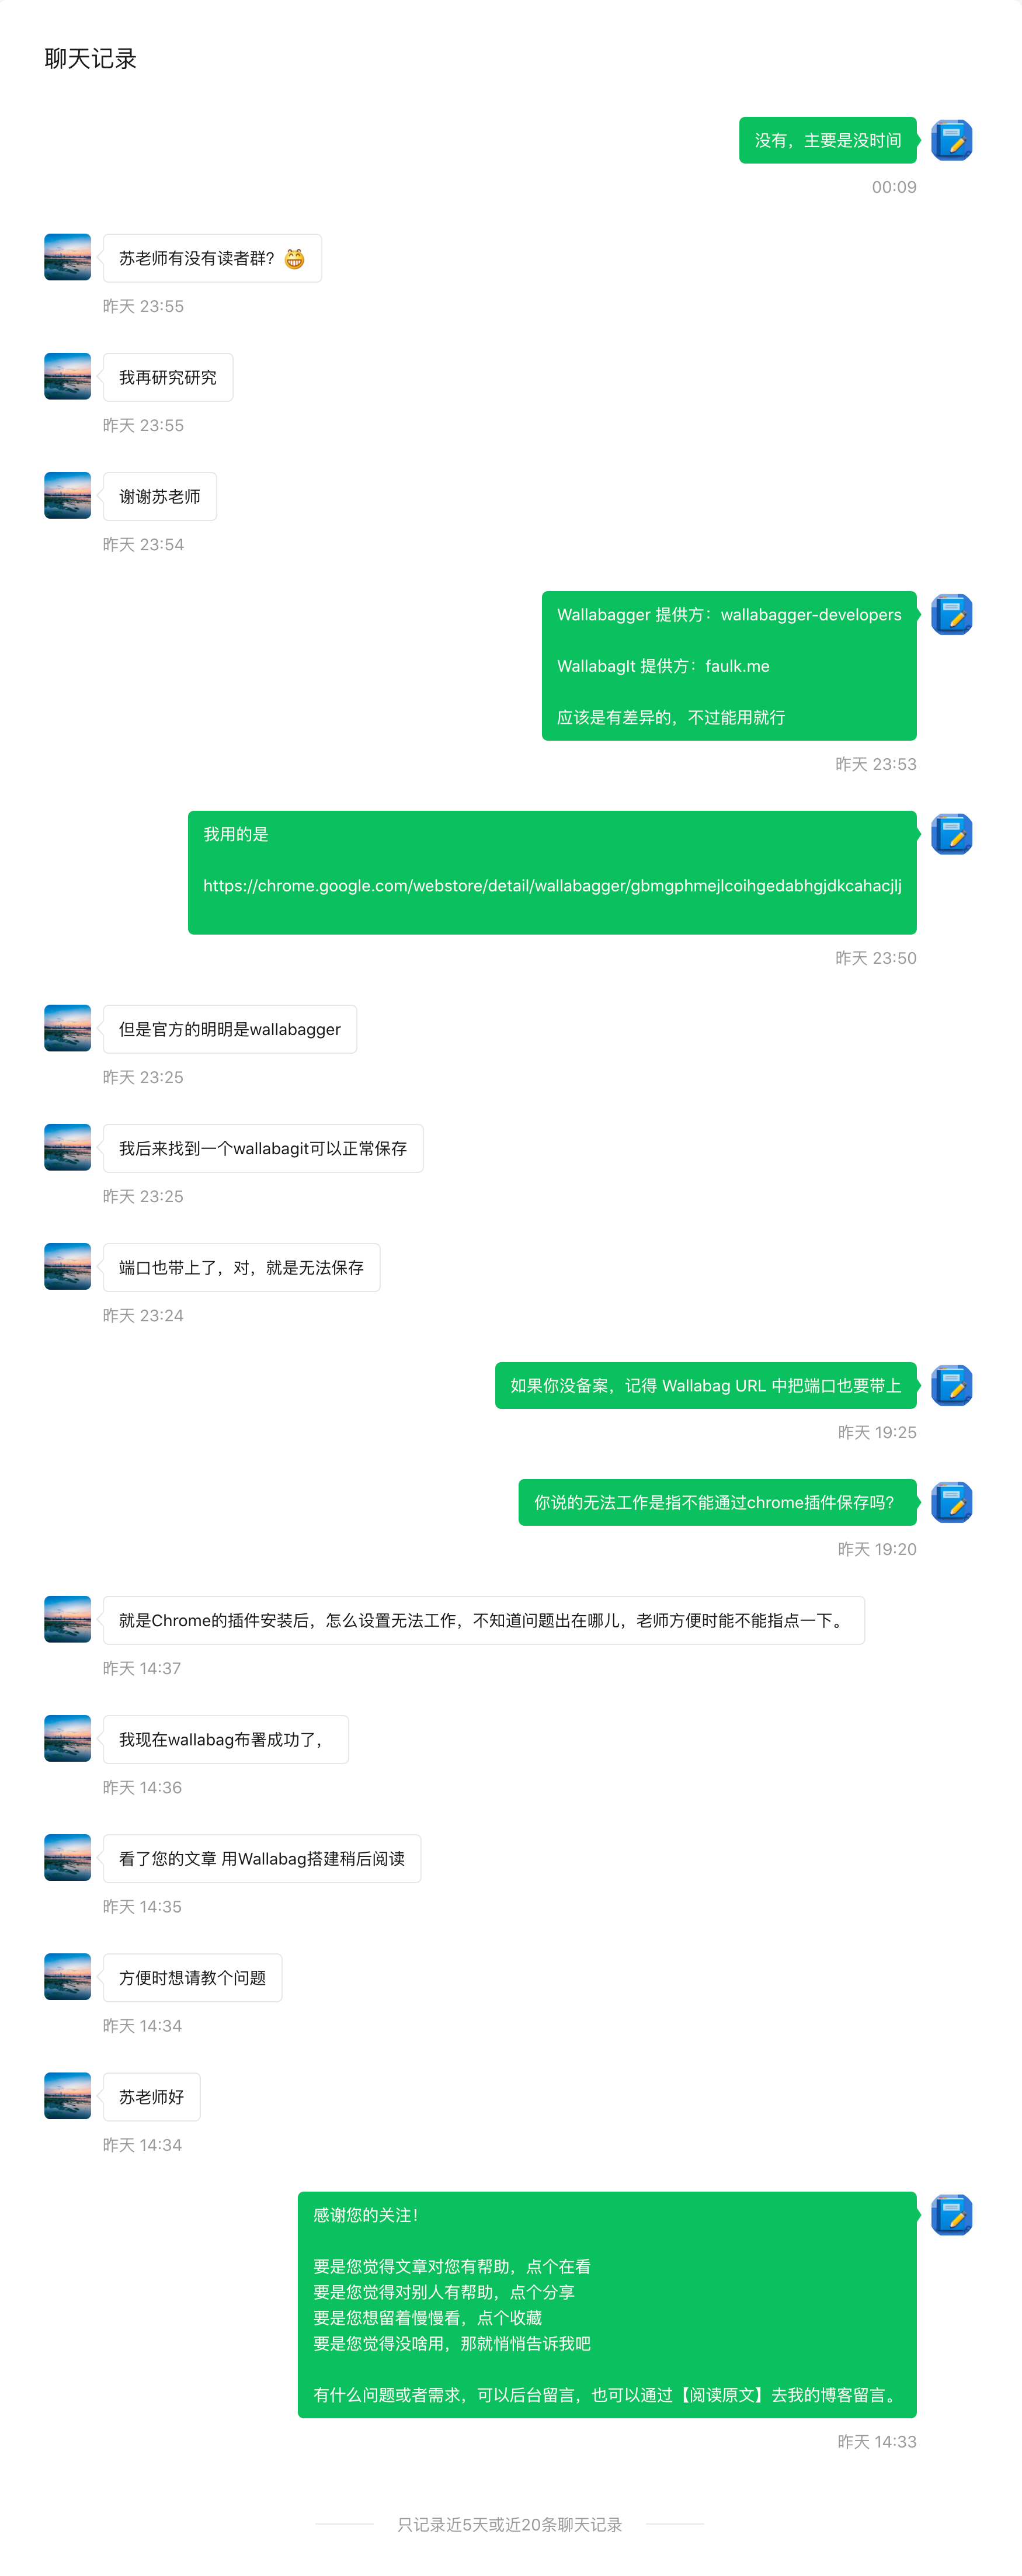 聊天记录
没有，主要是没时间
00:09
苏老师有没有读者群？😁
昨天 23:55
我再研究研究
昨天 23:55
谢谢苏老师
昨天 23:54
Wallabagger 提供方：wallabagger-developers
WallabagIt 提供方：faulk.me
应该是有差异的，不过能用就行
昨天 23:53
我用的是
https://chrome.google.com/webstore/detail/wallabagger/gbmgphmejlcoihgedabhgjdkcahacjlj
昨天 23:50
但是官方的明明是wallabagger
昨天 23:25
我后来找到一个wallabagit可以正常保存
昨天 23:25
端口也带上了，对，就是无法保存
昨天 23:24
如果你没备案，记得 Wallabag URL 中把端口也要带上
昨天 19:25
你说的无法工作是指不能通过chrome插件保存吗？
昨天 19:20
就是Chrome的插件安装后，怎么设置无法工作，不知道问题出在哪儿，老师方便时能不能指点一下。
昨天 14:37
我现在wallabag布署成功了，
昨天 14:36
看了您的文章 用Wallabag搭建稍后阅读
昨天 14:35
方便时想请教个问题
昨天 14:34
苏老师好
昨天 14:34
感谢您的关注！
要是您觉得文章对您有帮助，点个在看
要是您觉得对别人有帮助，点个分享
要是您想留着慢慢看，点个收藏
要是您觉得没啥用，那就悄悄告诉我吧
有什么问题或者需求，可以后台留言，也可以通过【阅读原文】去我的博客留言。
昨天 14:33
只记录近5天或近20条聊天记录